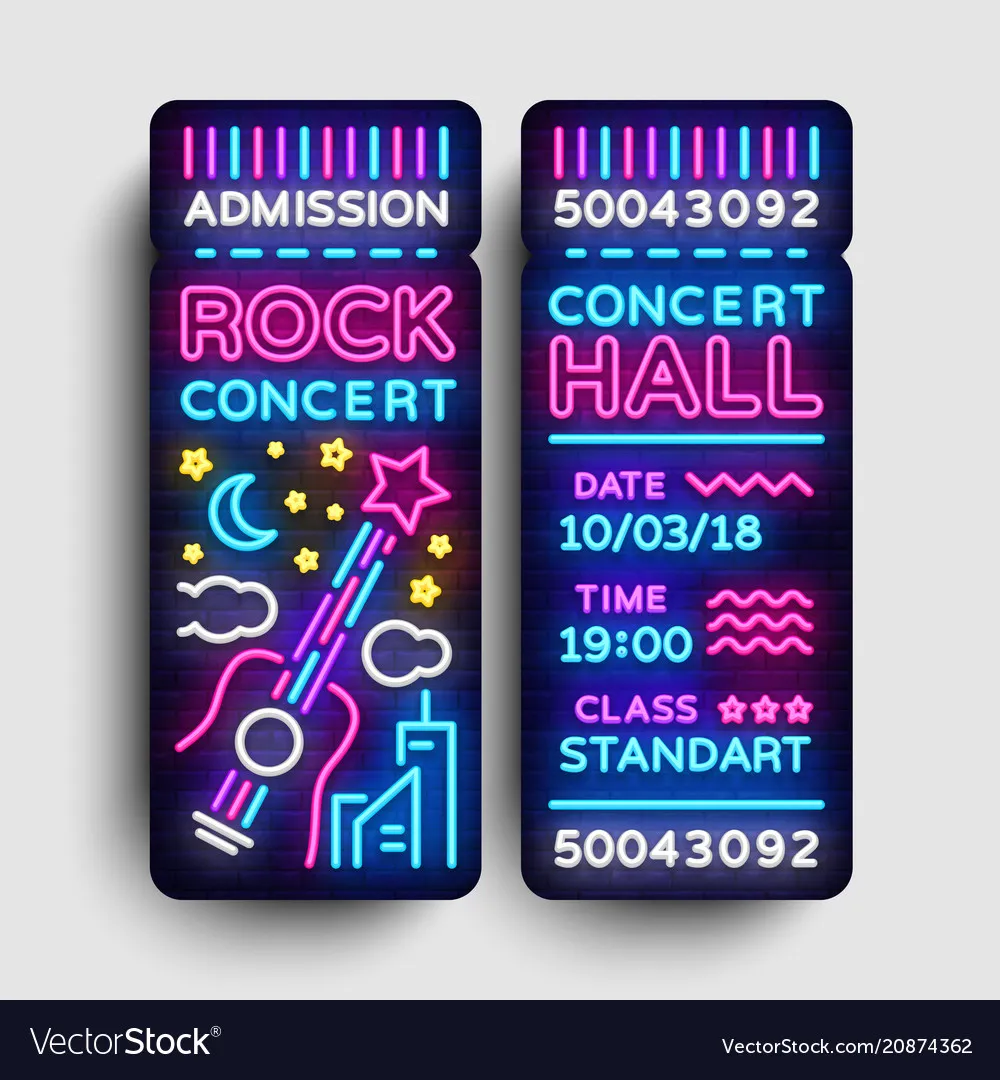 ADMISSION
ROCK
CONCERT
50043092
CONCERT
HALL
DATE
10/03/18
TIME
19:00
CLASS
STANDART
50043092
VectorStock®
VectorStock.com/20874362